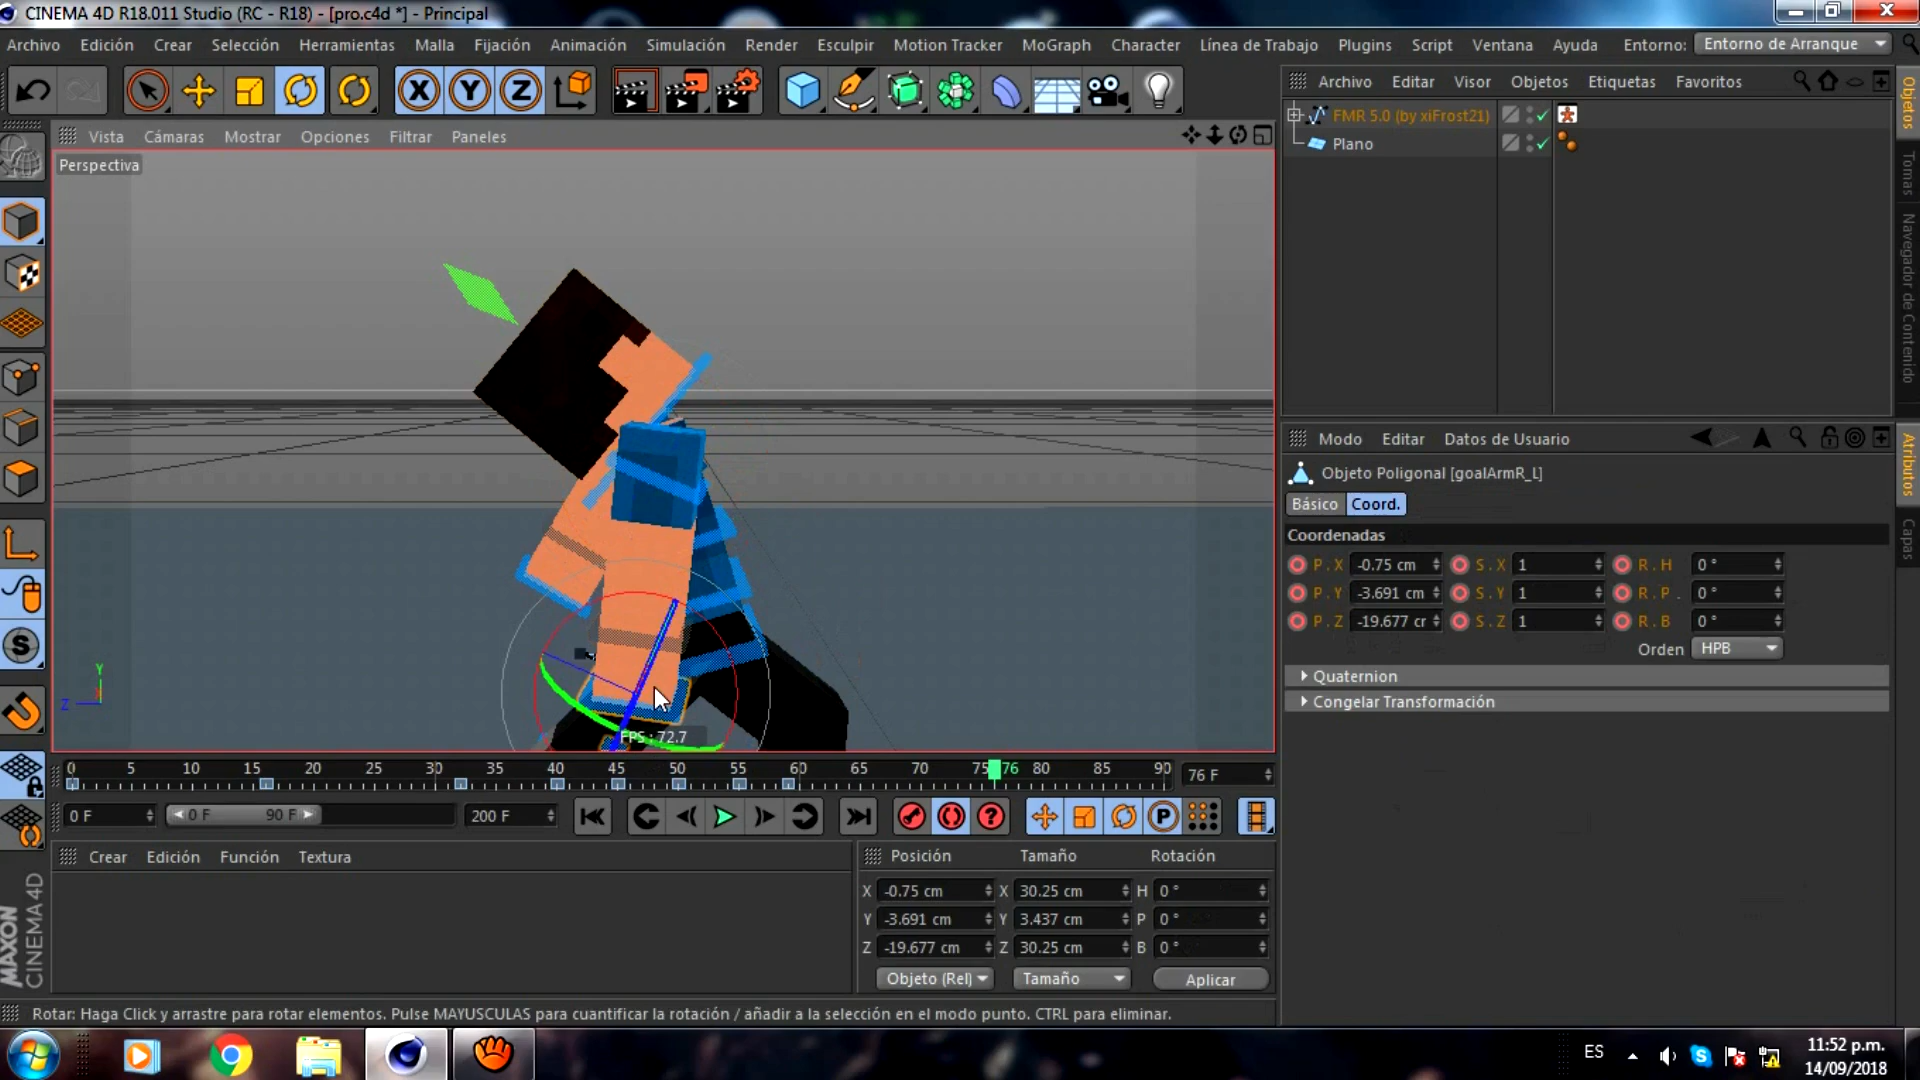 CINEMA 4D R18.011 Studio (RC - R18) - [pro.c4d *] - Principal
Archivo Edición Crear Selección Herramientas Malla Fijación Animación Simulación Render Esculpir Motion Tracker MoGraph Character Línea de Trabajo Plugins Script Ventana Ayuda Entorno: Entorno de Arranque
X Y Z
Archivo Editar Visor Objetos Etiquetas Favoritos
Vista Cámaras Mostrar Opciones Filtrar Paneles
Perspectiva
FMR 5.0 (by xiFrost21)
Plano
Objetos
Tomas
Navegador de Contenido
Modo Editar Datos de Usuario
Objeto Poligonal [goalArmR_L]
Básico Coord.
Coordenadas
P . X -0.75 cm S . X 1 R . H 0 °
P . Y -3.691 cm S . Y 1 R . P . 0 °
P . Z -19.677 cr S . Z 1 R . B 0 °
Orden HPB
Quaternion
Congelar Transformación
Atributos
Capas
Y
X
Z
FPS : 72.7
0 5 10 15 20 25 30 35 40 45 50 55 60 65 70 75 76 80 85 90 76 F
0 F 0 F 90 F 200 F
P
Crear Edición Función Textura
Posición Tamaño Rotación
X -0.75 cm X 30.25 cm H 0 °
Y -3.691 cm Y 3.437 cm P 0 °
Z -19.677 cm Z 30.25 cm B 0 °
Objeto (Rel) Tamaño Aplicar
MAXON
CINEMA 4D
Rotar: Haga Click y arrastre para rotar elementos. Pulse MAYUSCULAS para cuantificar la rotación / añadir a la selección en el modo punto. CTRL para eliminar.
ES
11:52 p.m.
14/09/2018